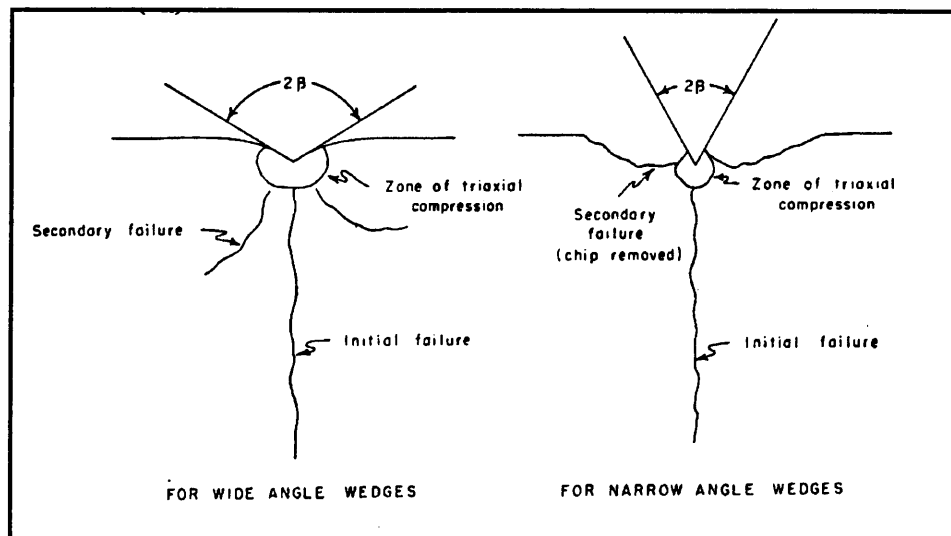 2β
Zone of triaxial
compression
Secondary failure
Initial failure
FOR WIDE ANGLE WEDGES
2β
Zone of triaxial
compression
Secondary
failure
(chip removed)
Initial failure
FOR NARROW ANGLE WEDGES